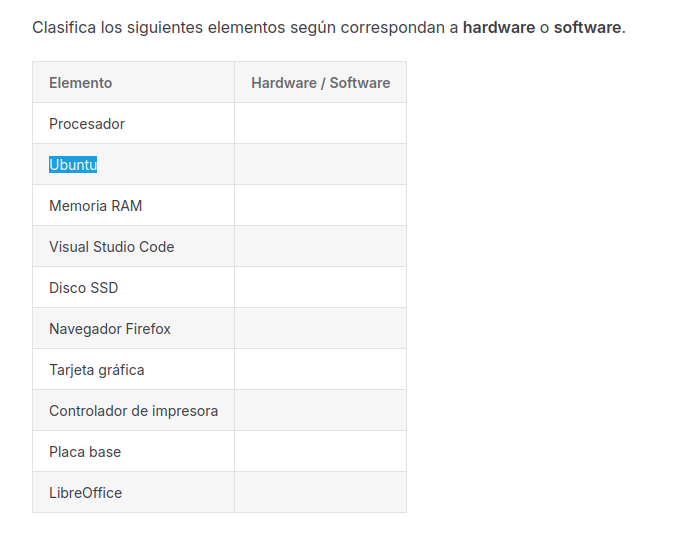 Clasifica los siguientes elementos según correspondan a hardware o software.
Elemento Hardware / Software
Procesador
Ubuntu
Memoria RAM
Visual Studio Code
Disco SSD
Navegador Firefox
Tarjeta gráfica
Controlador de impresora
Placa base
LibreOffice